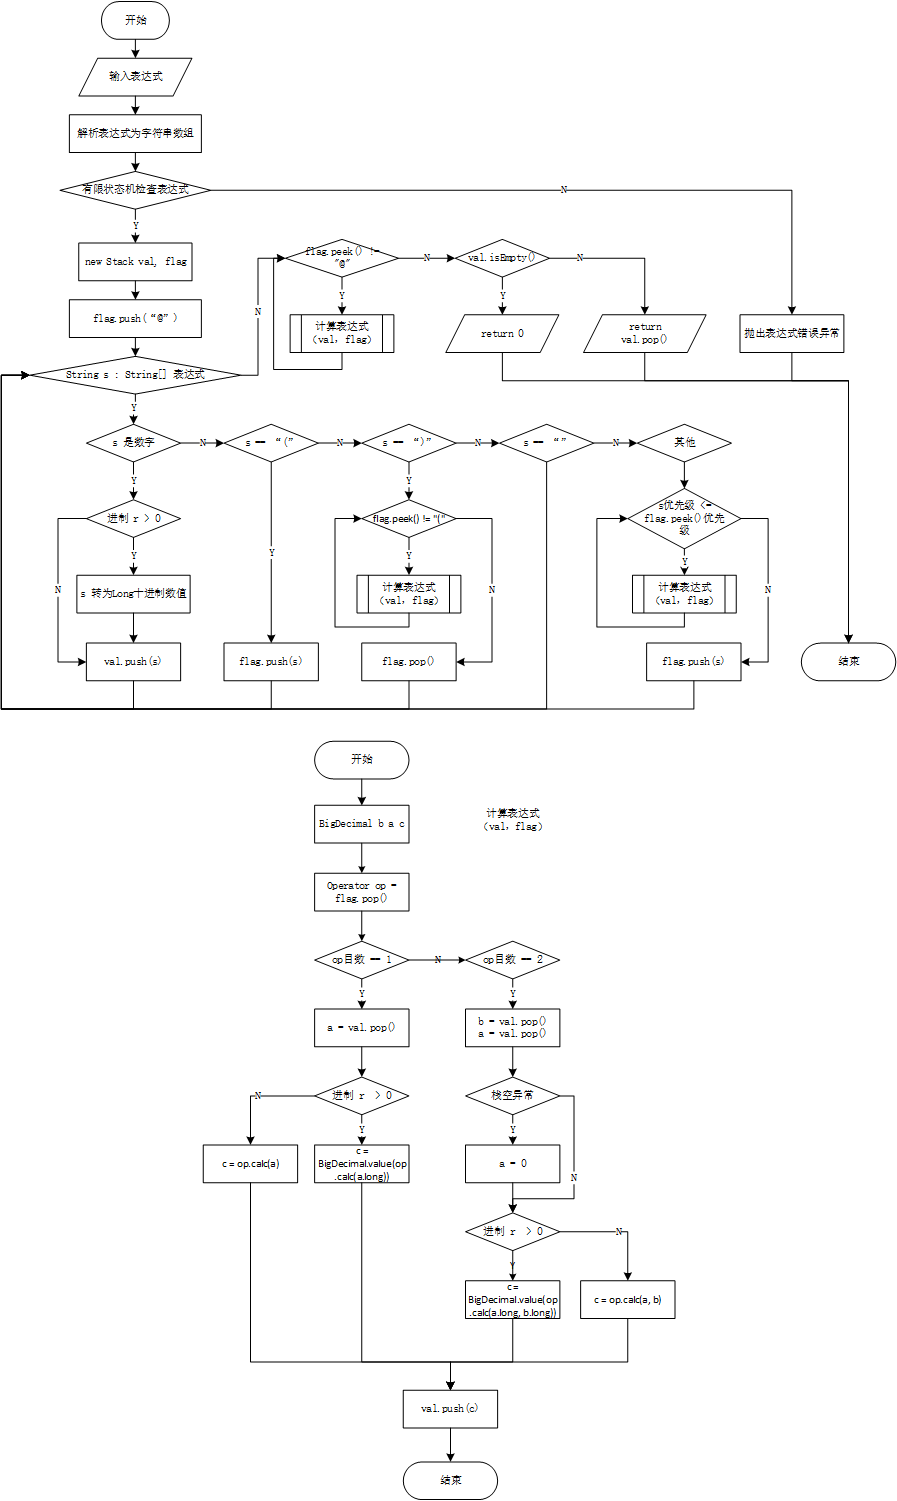 开始
输入表达式
解析表达式为字符串数组
有限状态机检查表达式
N
Y
new Stack val, flag
flag.push(“@”)
String s : String[] 表达式
N
Y
flag.peek() !=
"@"
N
Y
计算表达式
(val, flag)
val.isEmpty()
N
Y
return 0
return
val.pop()
抛出表达式错误异常
s 是数字
N
Y
s == “(”
N
Y
s == “)”
N
Y
s == “”
N
其他
进制 r > 0
N
Y
s 转为Long十进制数值
val.push(s)
flag.push(s)
flag.peek() != "("
Y
N
计算表达式
(val, flag)
flag.pop()
s优先级 <=
flag.peek()优先
级
Y
N
计算表达式
(val, flag)
flag.push(s)
结束
开始
计算表达式
(val, flag)
BigDecimal b a c
Operator op =
flag.pop()
op目数 == 1
N
Y
op目数 == 2
Y
a = val.pop()
b = val.pop()
a = val.pop()
进制 r > 0
N
Y
c = op.calc(a)
c =
BigDecimal.value(op
.calc(a.long))
栈空异常
Y
N
a = 0
进制 r > 0
N
Y
c=
BigDecimal.value(op
.calc(a.long, b.long))
c = op.calc(a, b)
val.push(c)
结束